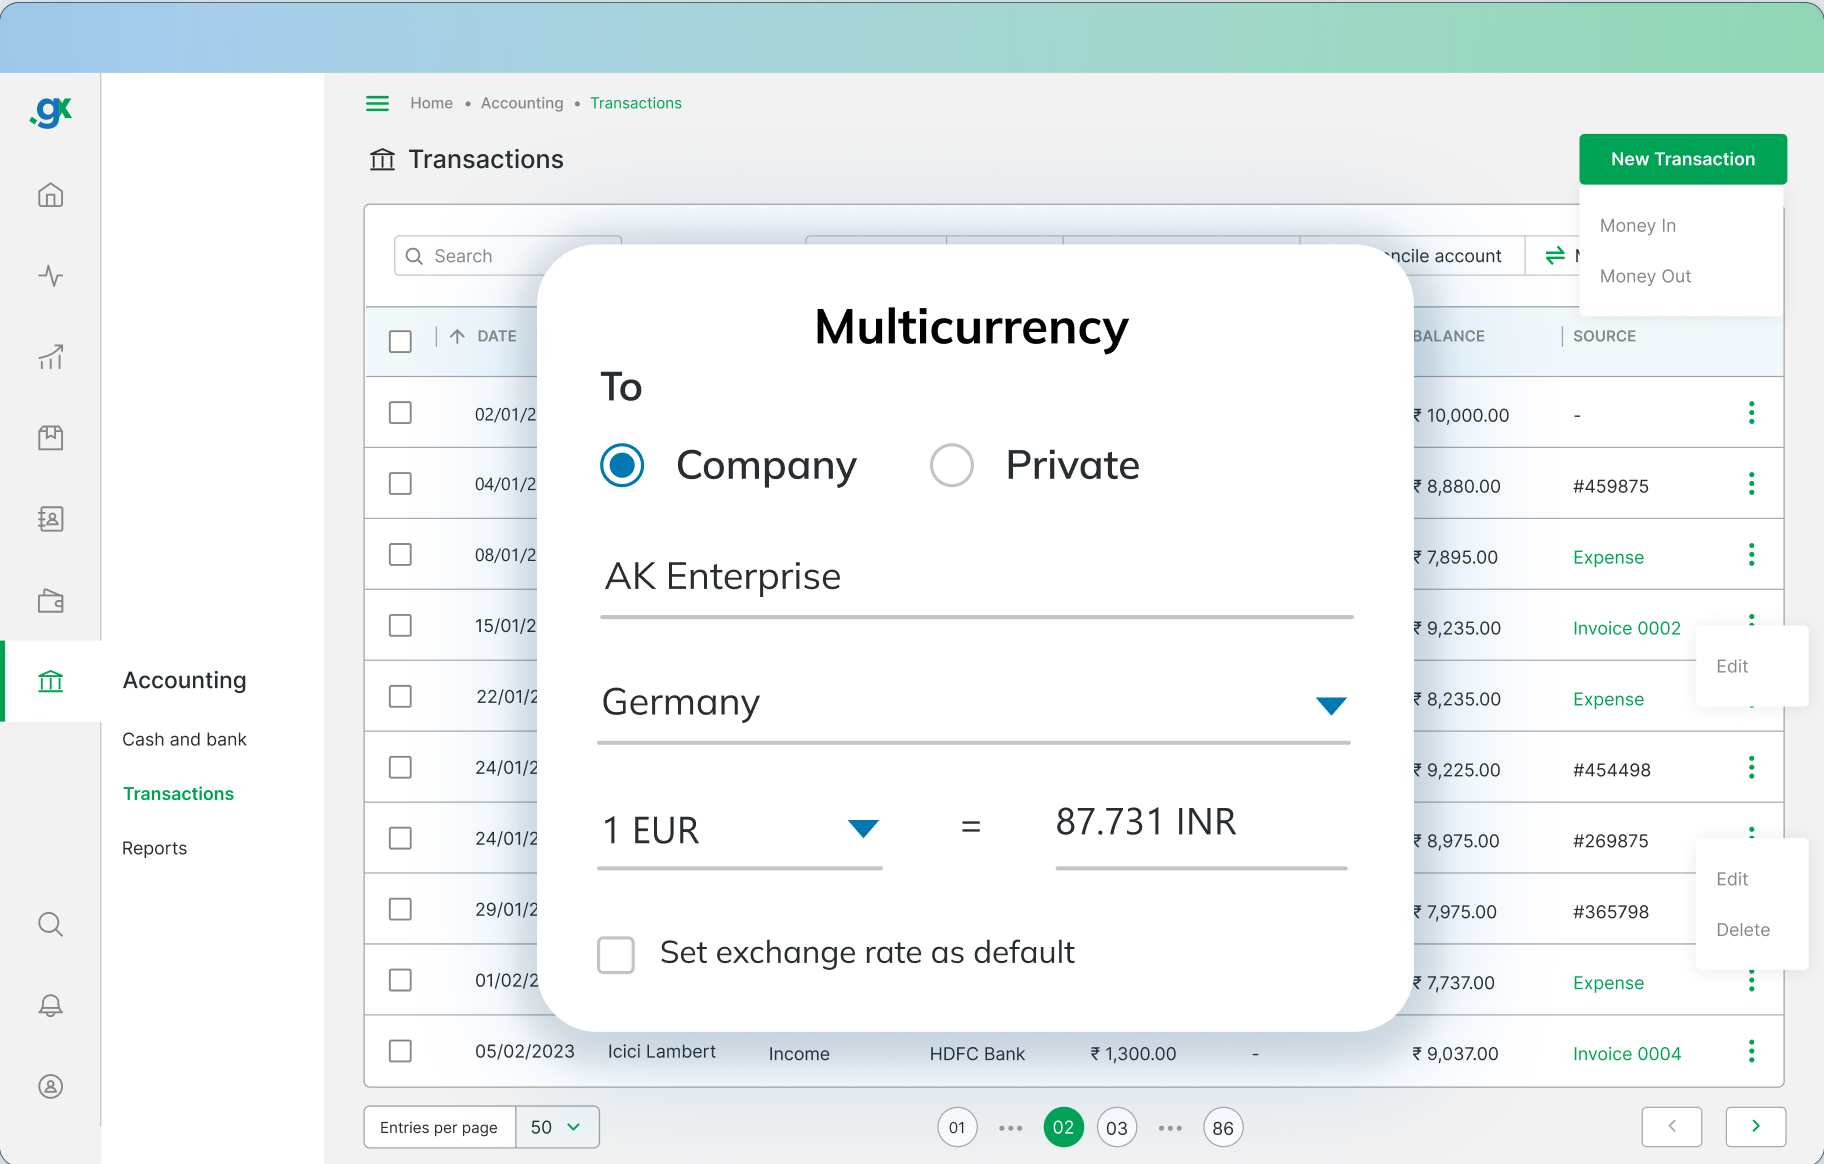 .gx
Home • Accounting • Transactions
Transactions
New Transaction
Money In
Money Out
Search
account
DATE
BALANCE
SOURCE
Multicurrency
To
Company
Private
AK Enterprise
Germany
1 EUR
=
87.731 INR
Set exchange rate as default
02/01/2
₹ 10,000.00
-
04/01/2
₹ 8,880.00
#459875
08/01/2
₹ 7,895.00
Expense
15/01/2
₹ 9,235.00
Invoice 0002
Edit
22/01/2
₹ 8,235.00
Expense
24/01/2
₹ 9,225.00
#454498
24/01/2
₹ 8,975.00
#269875
Edit
Delete
29/01/2
₹ 7,975.00
#365798
01/02/2
₹ 7,737.00
Expense
05/02/2023 Icici Lambert Income HDFC Bank ₹ 1,300.00 - ₹ 9,037.00 Invoice 0004
Accounting
Cash and bank
Transactions
Reports
Entries per page 50
01 ••• 02 03 ••• 86